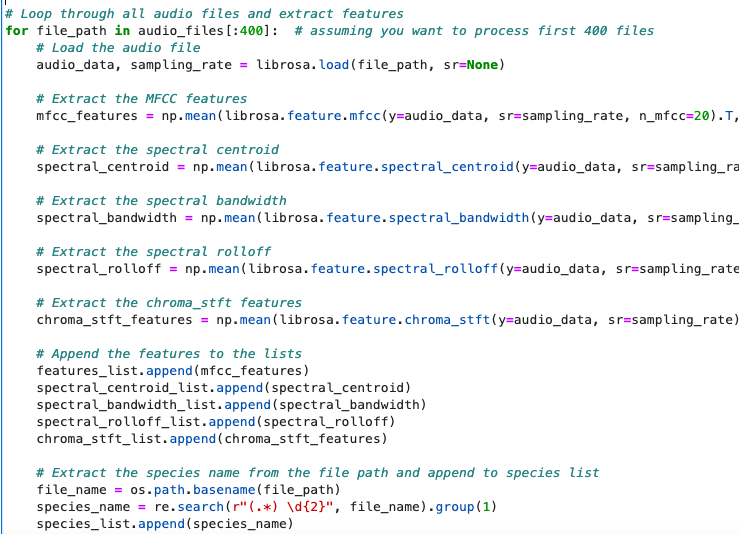 # Loop through all audio files and extract features
for file_path in audio_files[:400]:  # assuming you want to process first 400 files
    # Load the audio file
    audio_data, sampling_rate = librosa.load(file_path, sr=None)

    # Extract the MFCC features
    mfcc_features = np.mean(librosa.feature.mfcc(y=audio_data, sr=sampling_rate, n_mfcc=20).T,

    # Extract the spectral centroid
    spectral_centroid = np.mean(librosa.feature.spectral_centroid(y=audio_data, sr=sampling_ra

    # Extract the spectral bandwidth
    spectral_bandwidth = np.mean(librosa.feature.spectral_bandwidth(y=audio_data, sr=sampling_

    # Extract the spectral rolloff
    spectral_rolloff = np.mean(librosa.feature.spectral_rolloff(y=audio_data, sr=sampling_rate

    # Extract the chroma_stft features
    chroma_stft_features = np.mean(librosa.feature.chroma_stft(y=audio_data, sr=sampling_rate)

    # Append the features to the lists
    features_list.append(mfcc_features)
    spectral_centroid_list.append(spectral_centroid)
    spectral_bandwidth_list.append(spectral_bandwidth)
    spectral_rolloff_list.append(spectral_rolloff)
    chroma_stft_list.append(chroma_stft_features)

    # Extract the species name from the file path and append to species list
    file_name = os.path.basename(file_path)
    species_name = re.search(r"(.*) \d{2}", file_name).group(1)
    species_list.append(species_name)